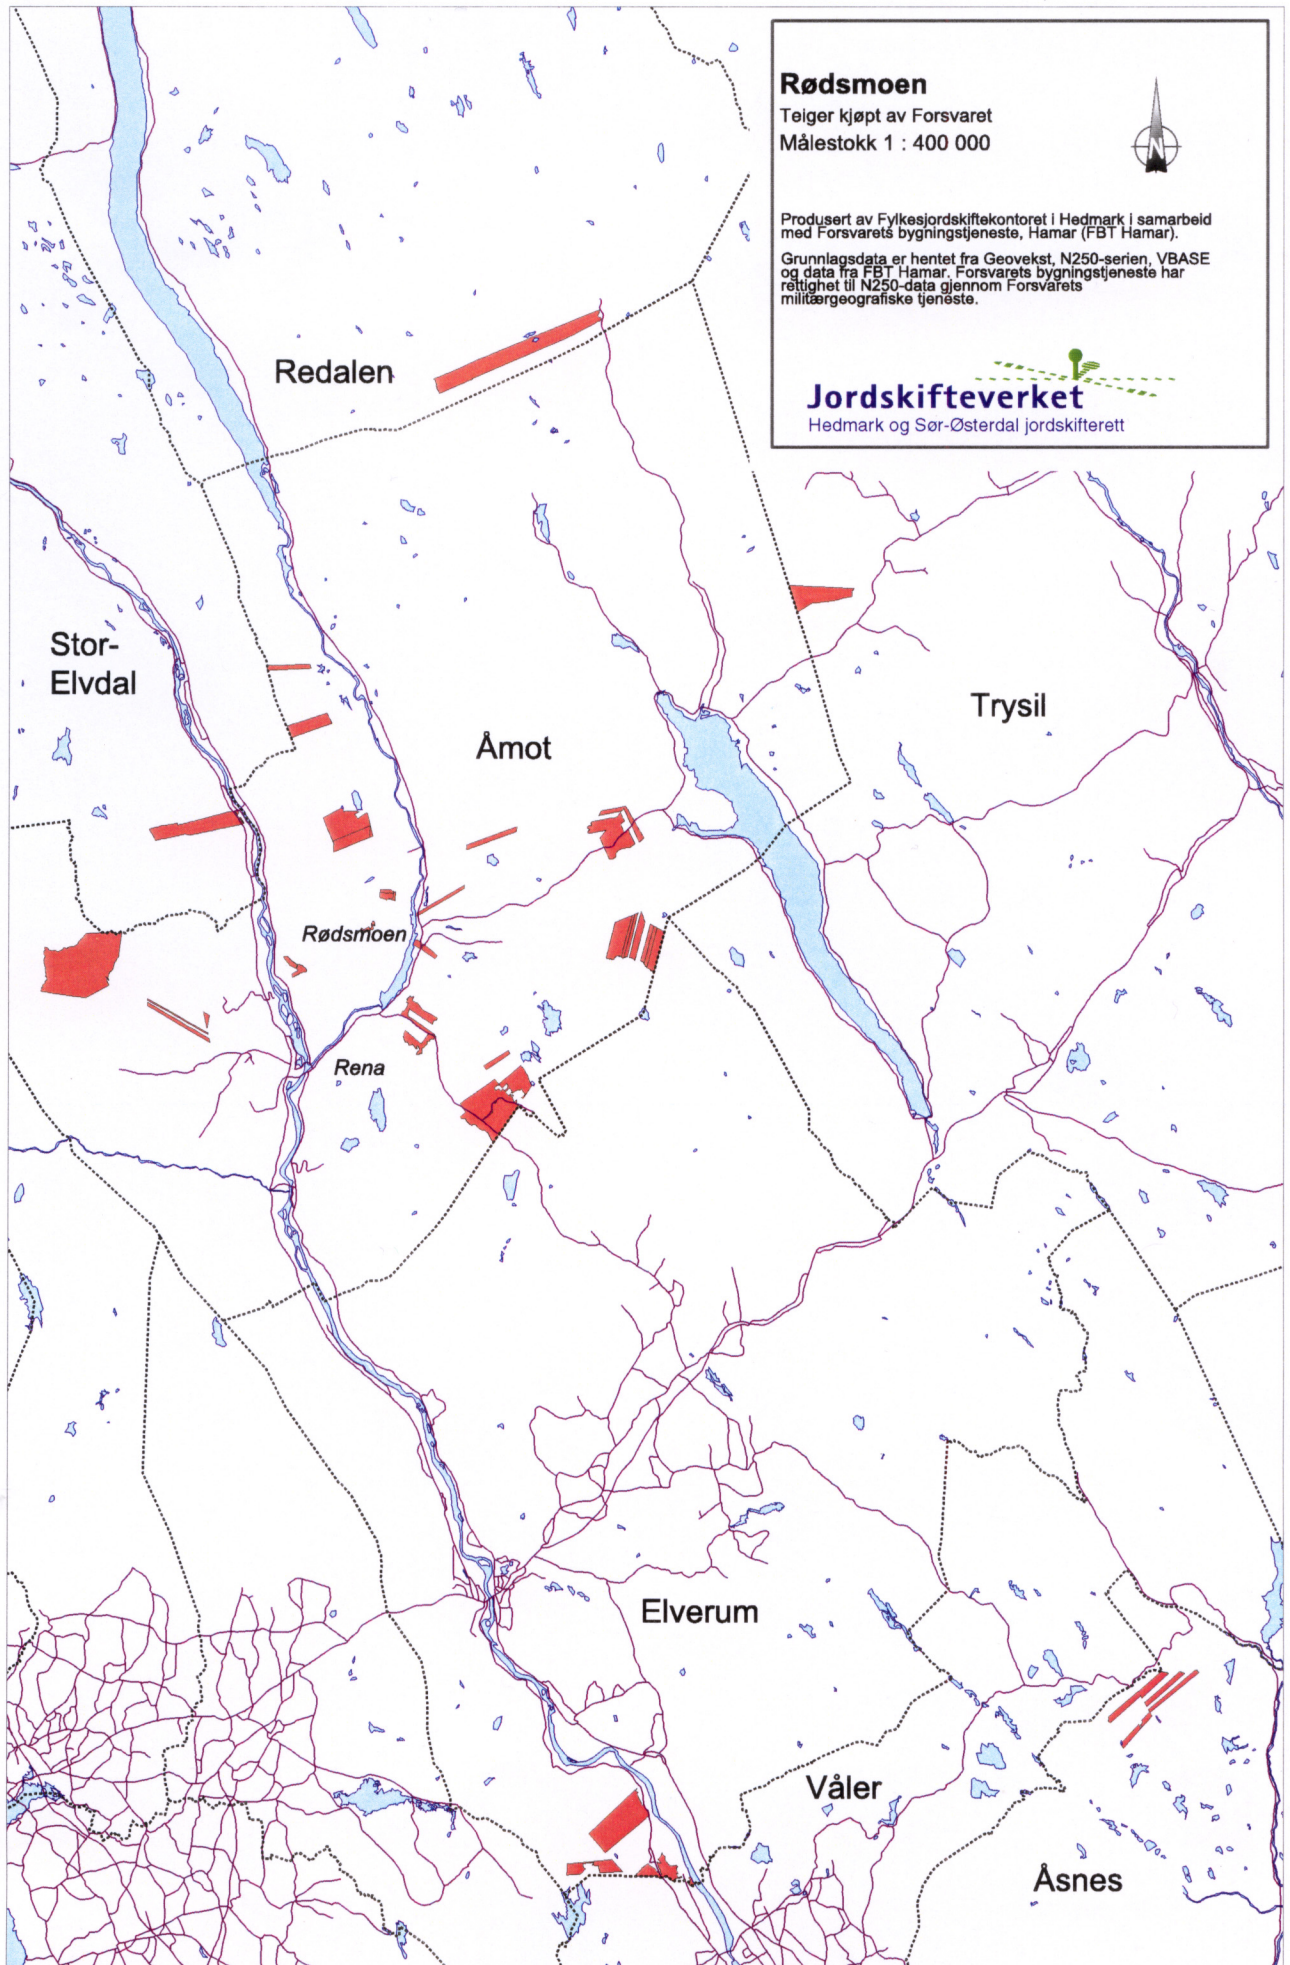 Rødsmoen
Teiger kjøpt av Forsvaret
Målestokk 1 : 400 000
N
Produsert av Fylkesjordskiftekontoret i Hedmark i samarbeid
med Forsvarets bygningstjeneste, Hamar (FBT Hamar).
Grunnlagsdata er hentet fra Geovekst, N250-serien, VBASE
og data fra FBT Hamar. Forsvarets bygningstjeneste har
rettighet til N250-data gjennom Forsvarets
militærgeografiske tjeneste.
Jordskifteverket
Hedmark og Sør-Østerdal jordskifterett
Redalen
Stor-
Elvdal
Åmot
Trysil
Rødsmoen
Rena
Elverum
Våler
Åsnes